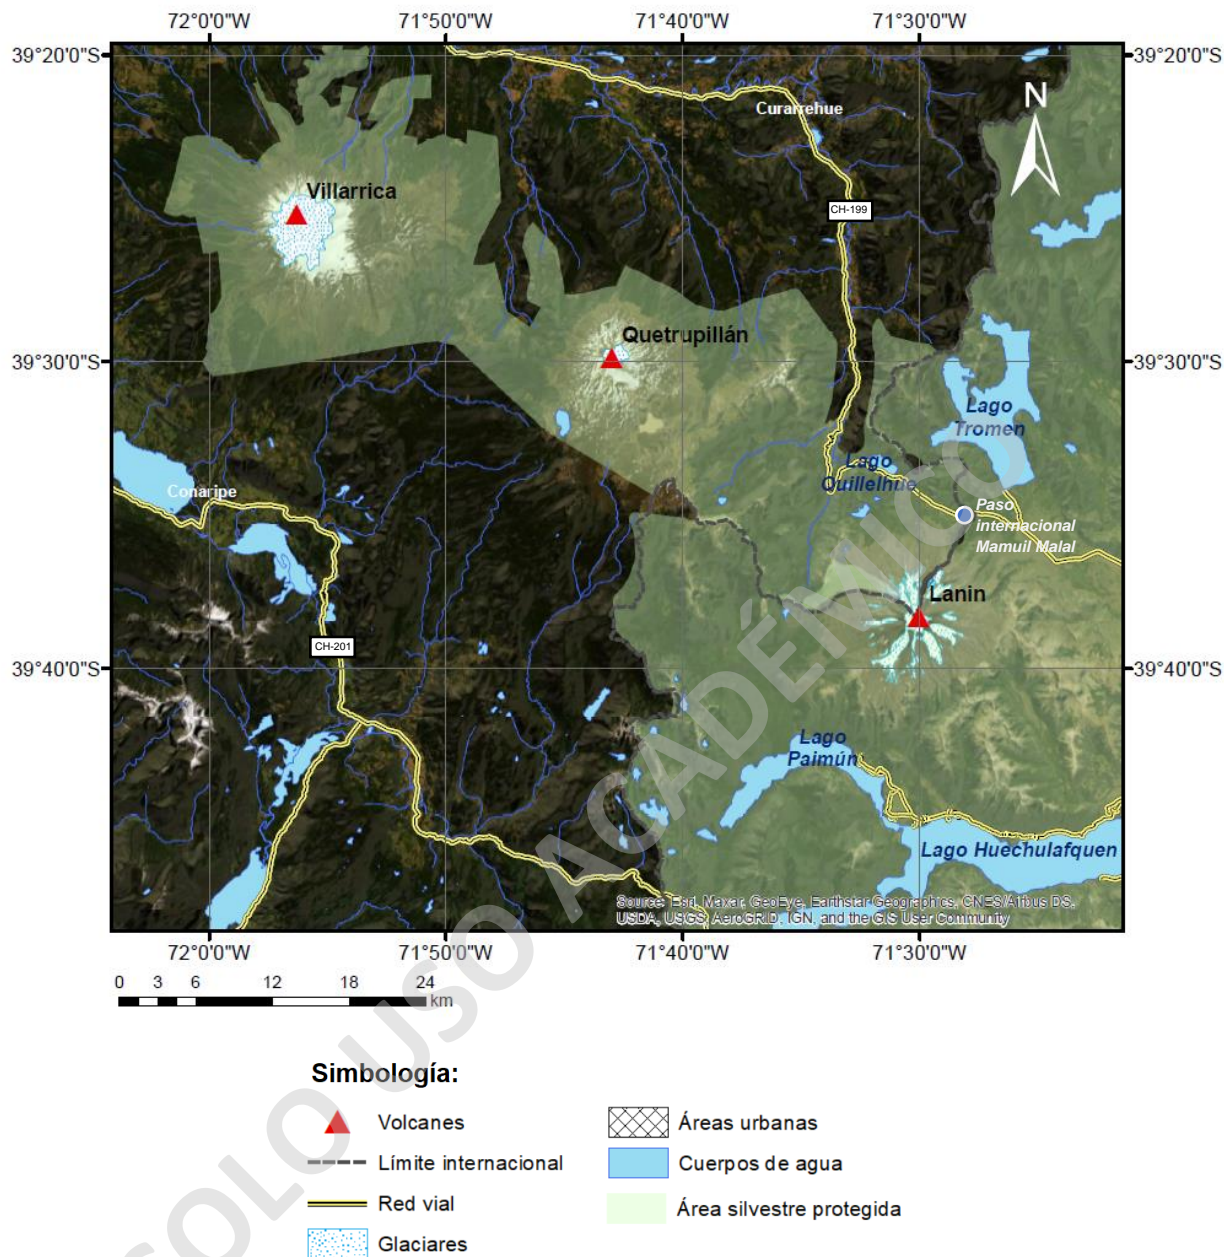 72°00'0"W 71°50'0"W 71°40'0"W 71°30'0"W
39°20'0"S 39°20'0"S
Curarrehue
N
Villarrica
CH-199
Quetrupillán
39°30'0"S 39°30'0"S
Lago
Tromen
Lago
Quillelhue
Conaripe
Paso
internacional
Mamuil Malal
Lanin
CH-201
39°40'0"S 39°40'0"S
Lago
Paimún
Lago Huechulafquen
Source: Esri, Maxar, GeoEye, Earthstar Geographics, CNES/Airbus DS,
USDA, USGS, AeroGRID, IGN, and the GIS User Community
72°00'0"W 71°50'0"W 71°40'0"W 71°30'0"W
0 3 6 12 18 24
km
SOLO USO ACADÉMICO
Simbología:
Volcanes
Límite internacional
Red vial
Glaciares
Áreas urbanas
Cuerpos de agua
Área silvestre protegida